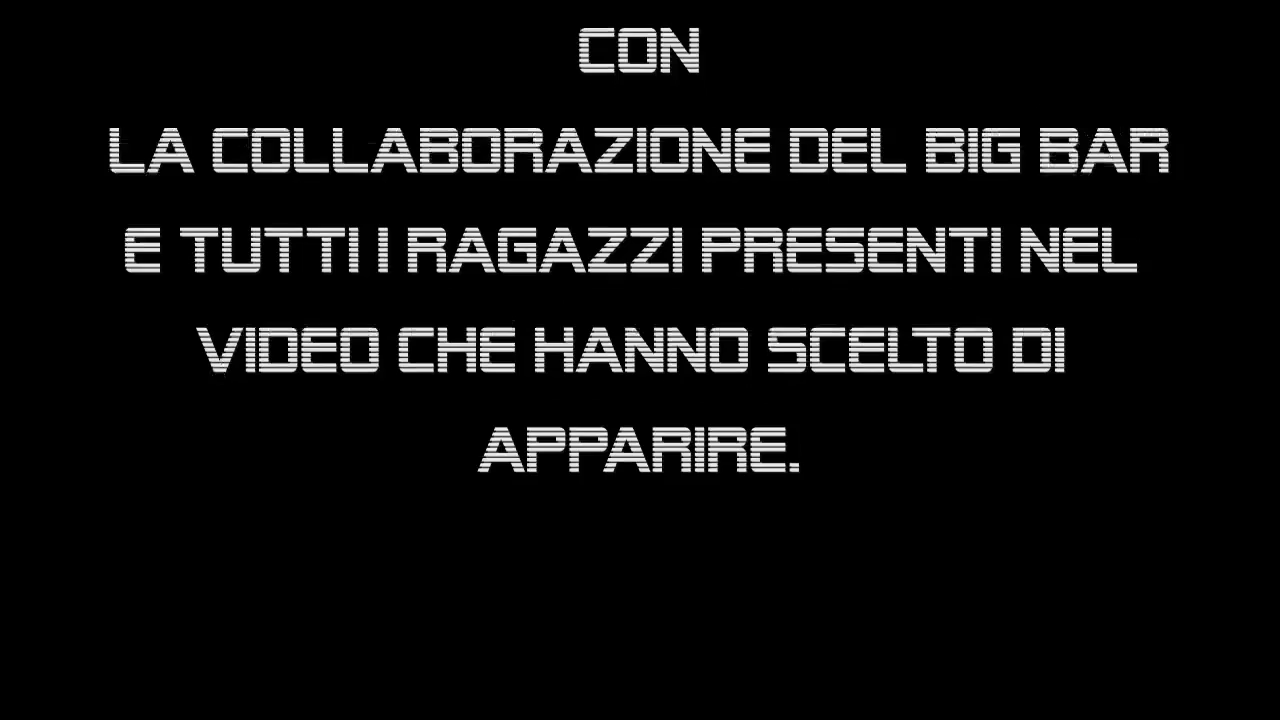 CON
LA COLLABORAZIONE DEL BIG BAR
E TUTTI I RAGAZZI PRESENTI NEL
VIDEO CHE HANNO SCELTO DI
APPARIRE.